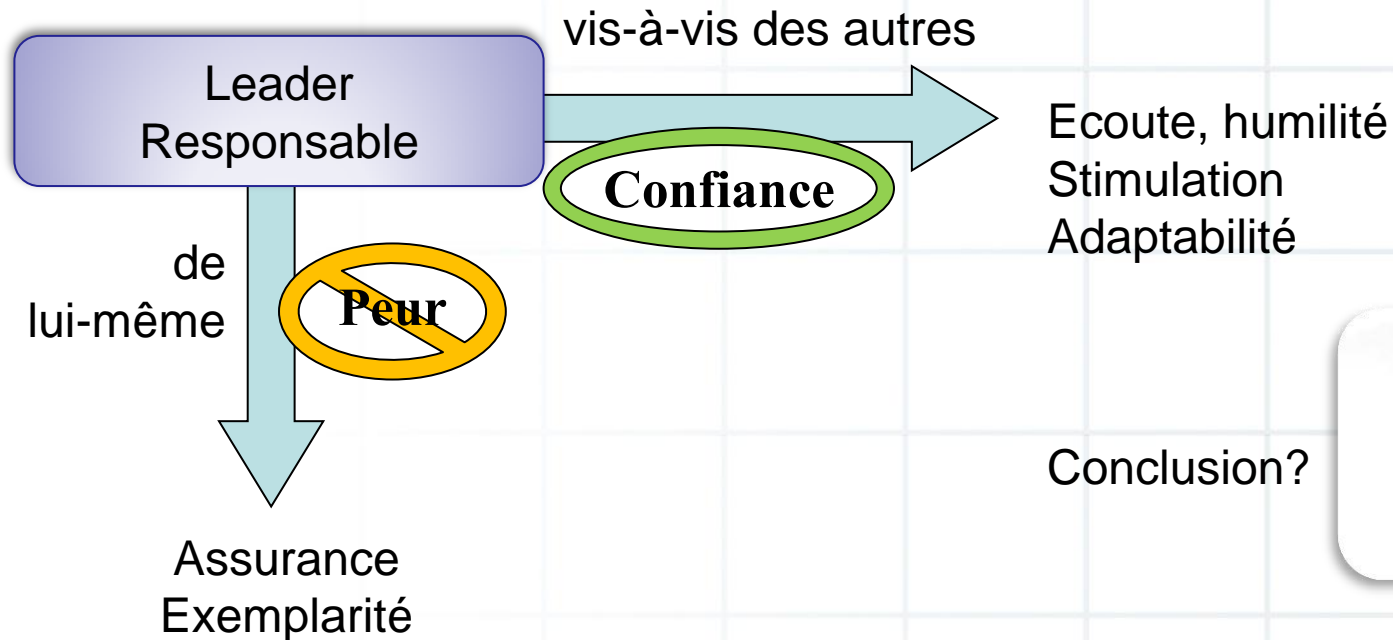 vis-à-vis des autres
Leader
Responsable
Confiance
Ecoute, humilité
Stimulation
Adaptabilité
de
lui-même
Peur
Conclusion?
Assurance
Exemplarité